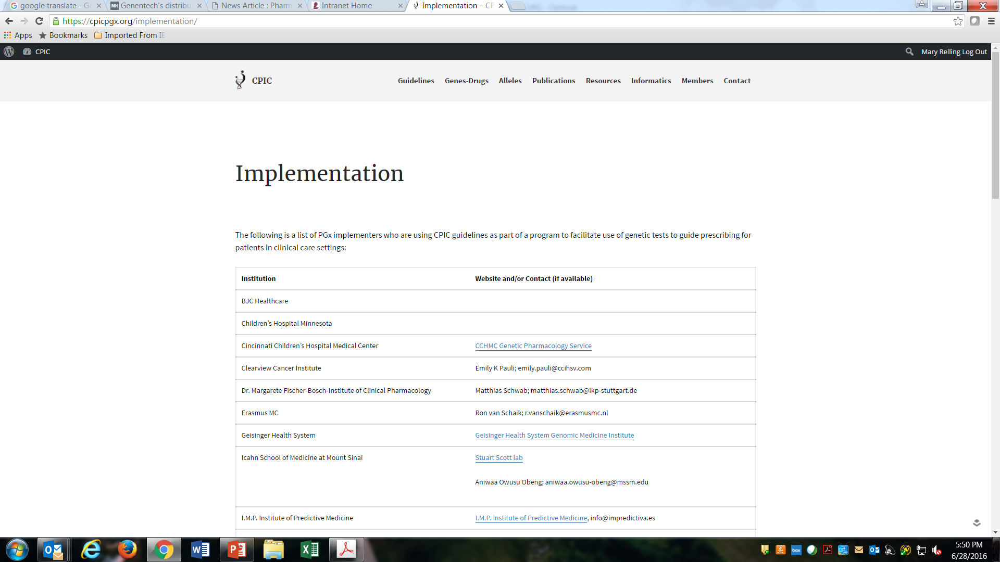 google translate - Go
Genentech's distribu
News Article : Pharm
Intranet Home
Implementation – CP
https://cpicpgx.org/implementation/
Apps
Bookmarks
Imported From IE
CPIC
Mary Relling Log Out
CPIC
Guidelines Genes-Drugs Alleles Publications Resources Informatics Members Contact
Implementation
The following is a list of PGx implementers who are using CPIC guidelines as part of a program to facilitate use of genetic tests to guide prescribing for
patients in clinical care settings:
Institution Website and/or Contact (if available)
BJC Healthcare
Children’s Hospital Minnesota
Cincinnati Children’s Hospital Medical Center CCHMC Genetic Pharmacology Service
Clearview Cancer Institute Emily K Pauli; emily.pauli@ccihsv.com
Dr. Margarete Fischer-Bosch-Institute of Clinical Pharmacology Matthias Schwab; matthias.schwab@ikp-stuttgart.de
Erasmus MC Ron van Schaik; r.vanschaik@erasmusmc.nl
Geisinger Health System Geisinger Health System Genomic Medicine Institute
Icahn School of Medicine at Mount Sinai Stuart Scott lab
Aniwaa Owusu Obeng; aniwaa.owusu-obeng@mssm.edu
I.M.P. Institute of Predictive Medicine I.M.P. Institute of Predictive Medicine, info@impredictiva.es
5:50 PM
6/28/2016